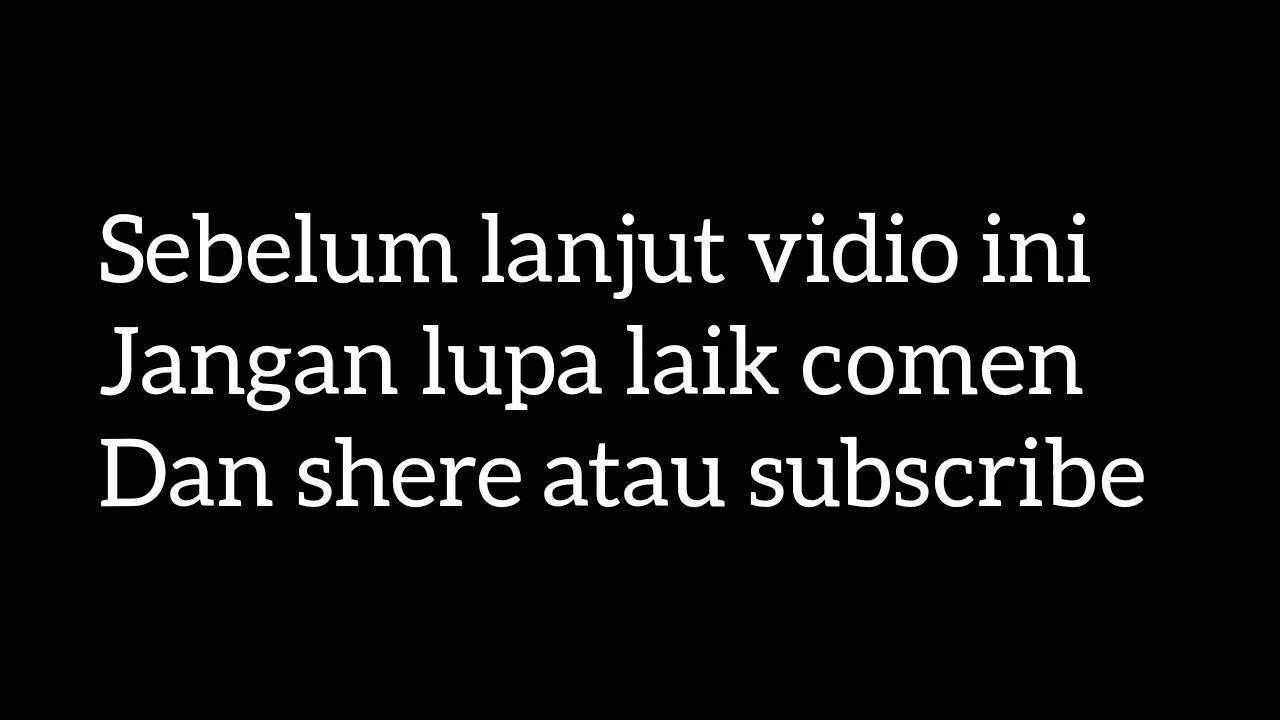 Sebelum lanjut vidio ini
Jangan lupa laik comen
Dan shere atau subscribe